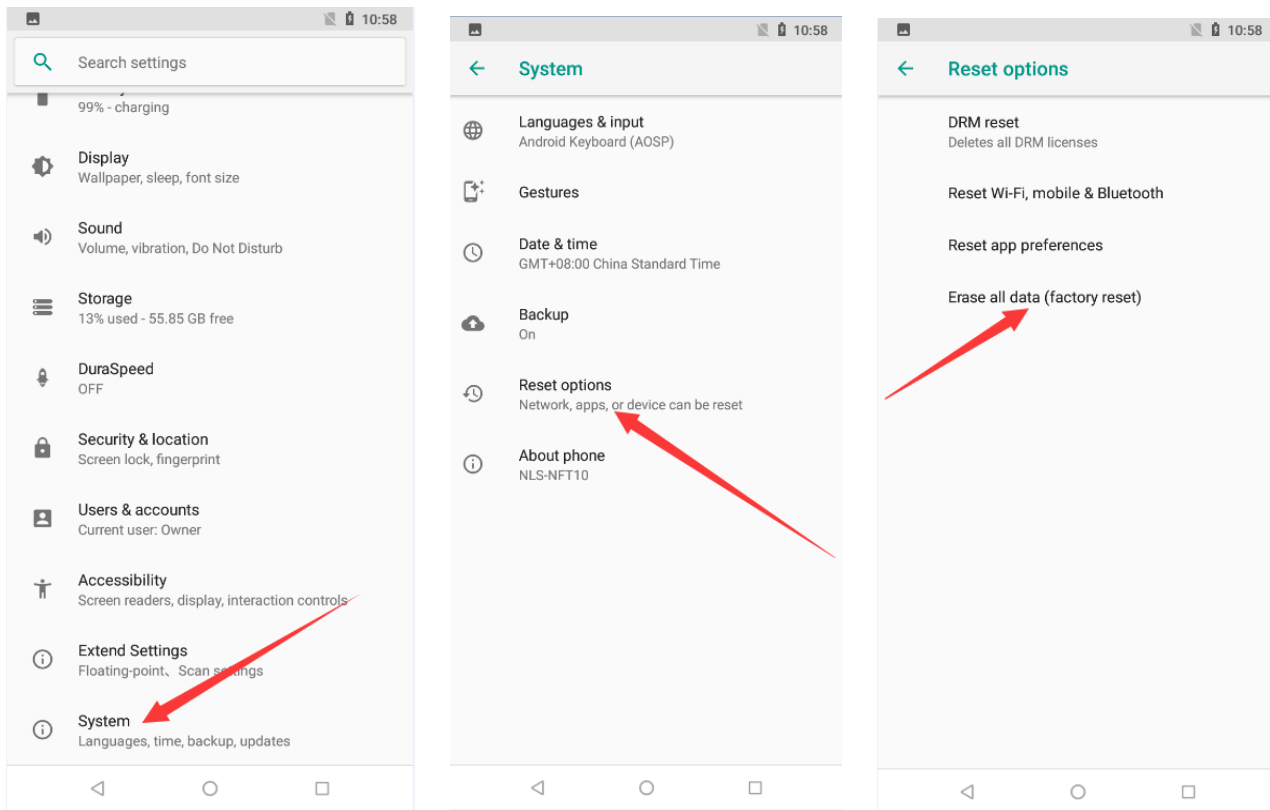 10:58
Search settings
99% - charging
Display
Wallpaper, sleep, font size
Sound
Volume, vibration, Do Not Disturb
Storage
13% used - 55.85 GB free
DuraSpeed
OFF
Security & location
Screen lock, fingerprint
Users & accounts
Current user: Owner
Accessibility
Screen readers, display, interaction controls
Extend Settings
Floating-point、Scan settings
System
Languages, time, backup, updates
10:58
System
Languages & input
Android Keyboard (AOSP)
Gestures
Date & time
GMT+08:00 China Standard Time
Backup
On
Reset options
Network, apps, or device can be reset
About phone
NLS-NFT10
10:58
Reset options
DRM reset
Deletes all DRM licenses
Reset Wi-Fi, mobile & Bluetooth
Reset app preferences
Erase all data (factory reset)